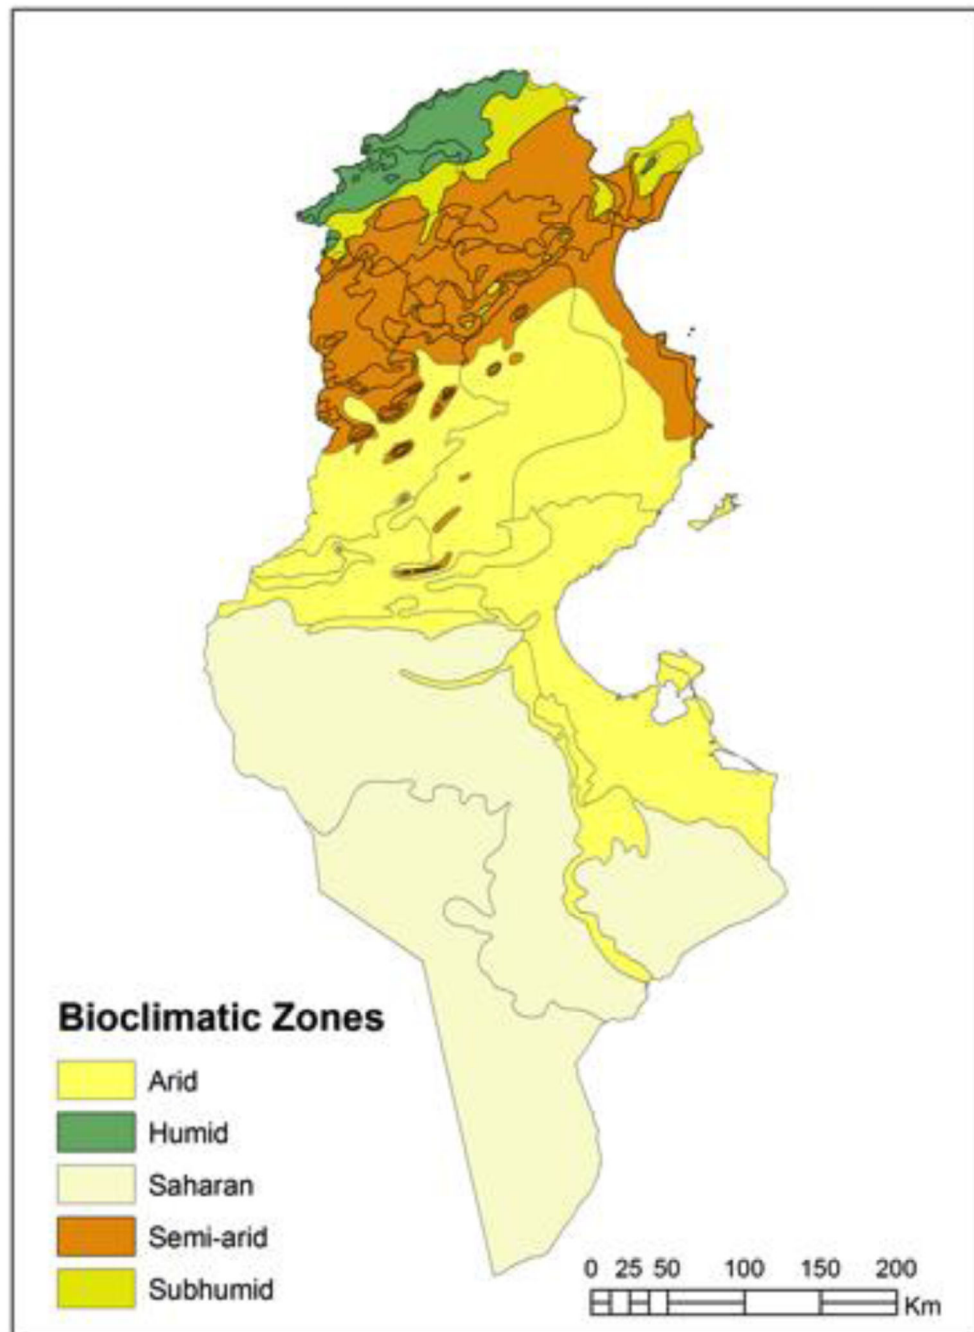 Bioclimatic Zones
Arid
Humid
Saharan
Semi-arid
Subhumid
0 25 50 100 150 200
Km